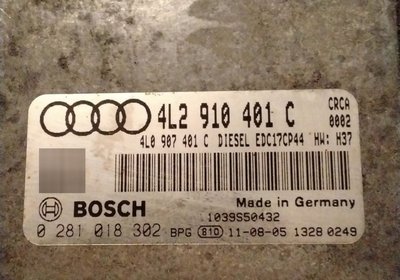 4L2 910 401 C CRCA
0002
4L0 907 401 C DIESEL EDC17CP44 HW: H37
Made in Germany
BOSCH 1039S50432
0 281 018 302 BPG 810 11-08-05 1328 0249